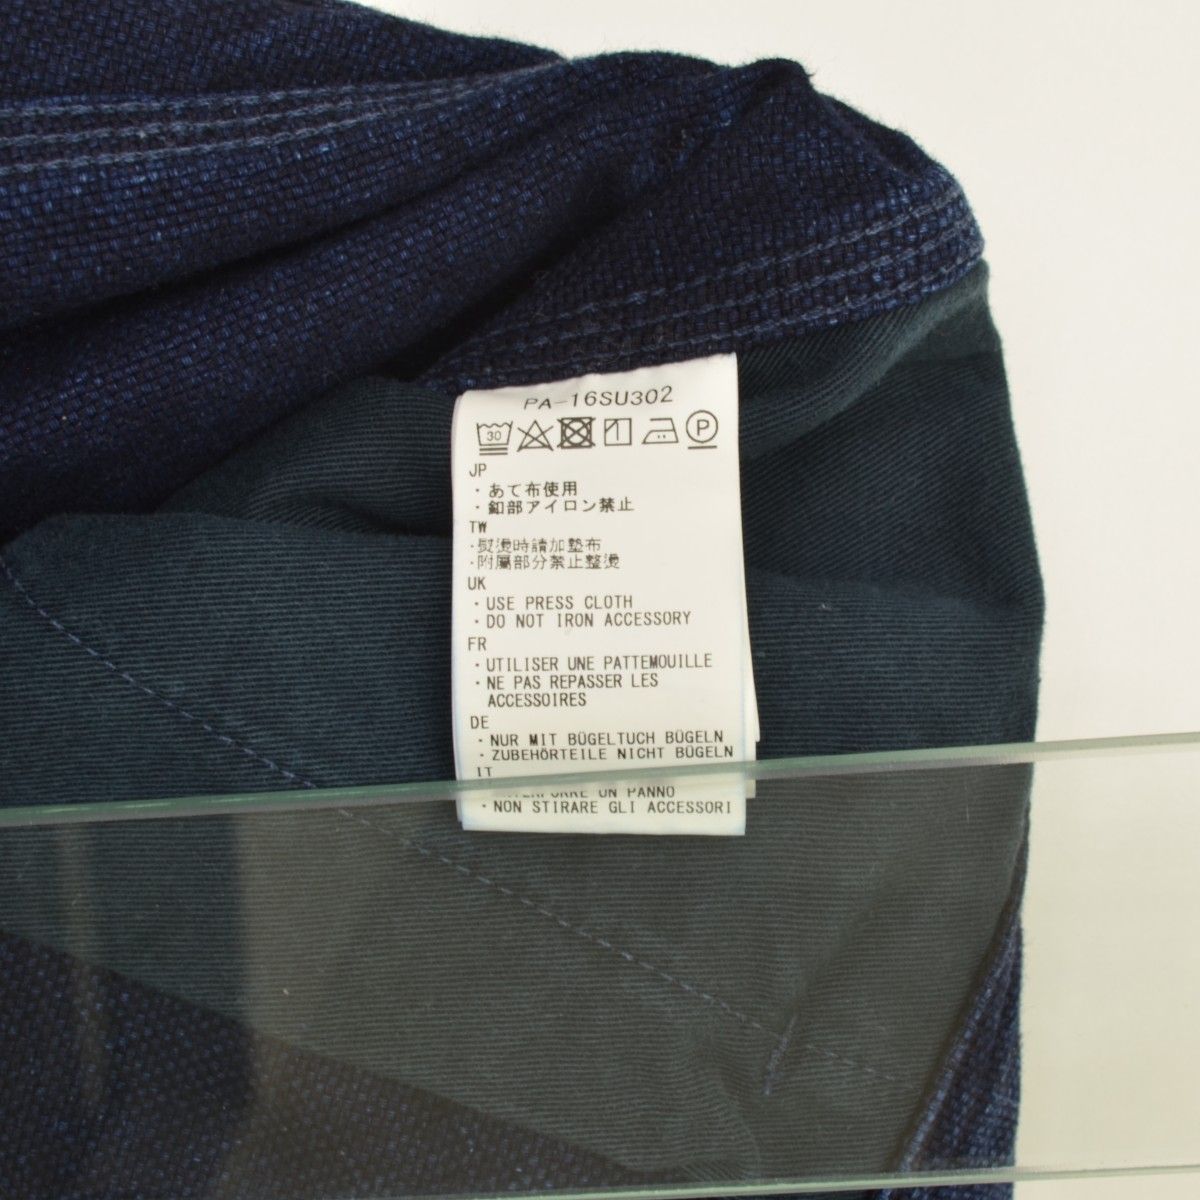 PA-16SU302
30 P
JP
・あて布使用
・釦部アイロン禁止
TW
・熨燙時請加墊布
・附屬部分禁止整燙
UK
・USE PRESS CLOTH
・DO NOT IRON ACCESSORY
FR
・UTILISER UNE PATTEMOUILLE
・NE PAS REPASSER LES
ACCESSOIRES
DE
・NUR MIT BÜGELTUCH BÜGELN
・ZUBEHÖRTEILE NICHT BÜGELN
IT
UN PANNO
・NON STIRARE GLI ACCESSORI